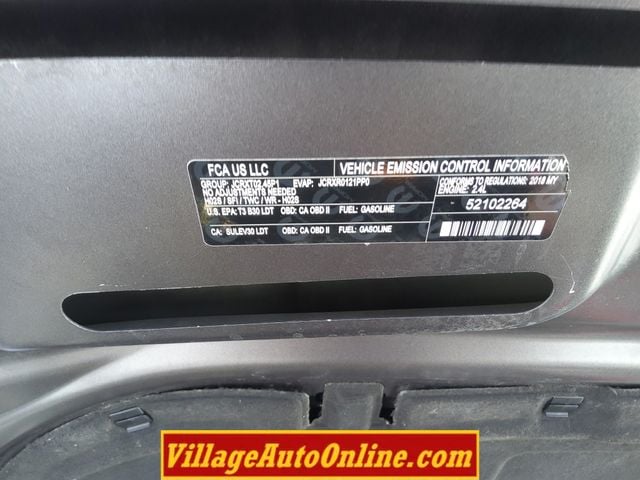 FCA US LLC
VEHICLE EMISSION CONTROL INFORMATION
GROUP: JCRXT02.45P1 EVAP: JCRXR0121PP0
NO ADJUSTMENTS NEEDED
H02S / SFI / TWC / WR - H02S
CONFORMS TO REGULATIONS: 2018 MY
ENGINE: 2.4L
U.S. EPA: T3 B30 LDT OBD: CA OBD II FUEL: GASOLINE
52102264
CA: SULEV30 LDT OBD: CA OBD II FUEL: GASOLINE
VillageAutoOnline.com